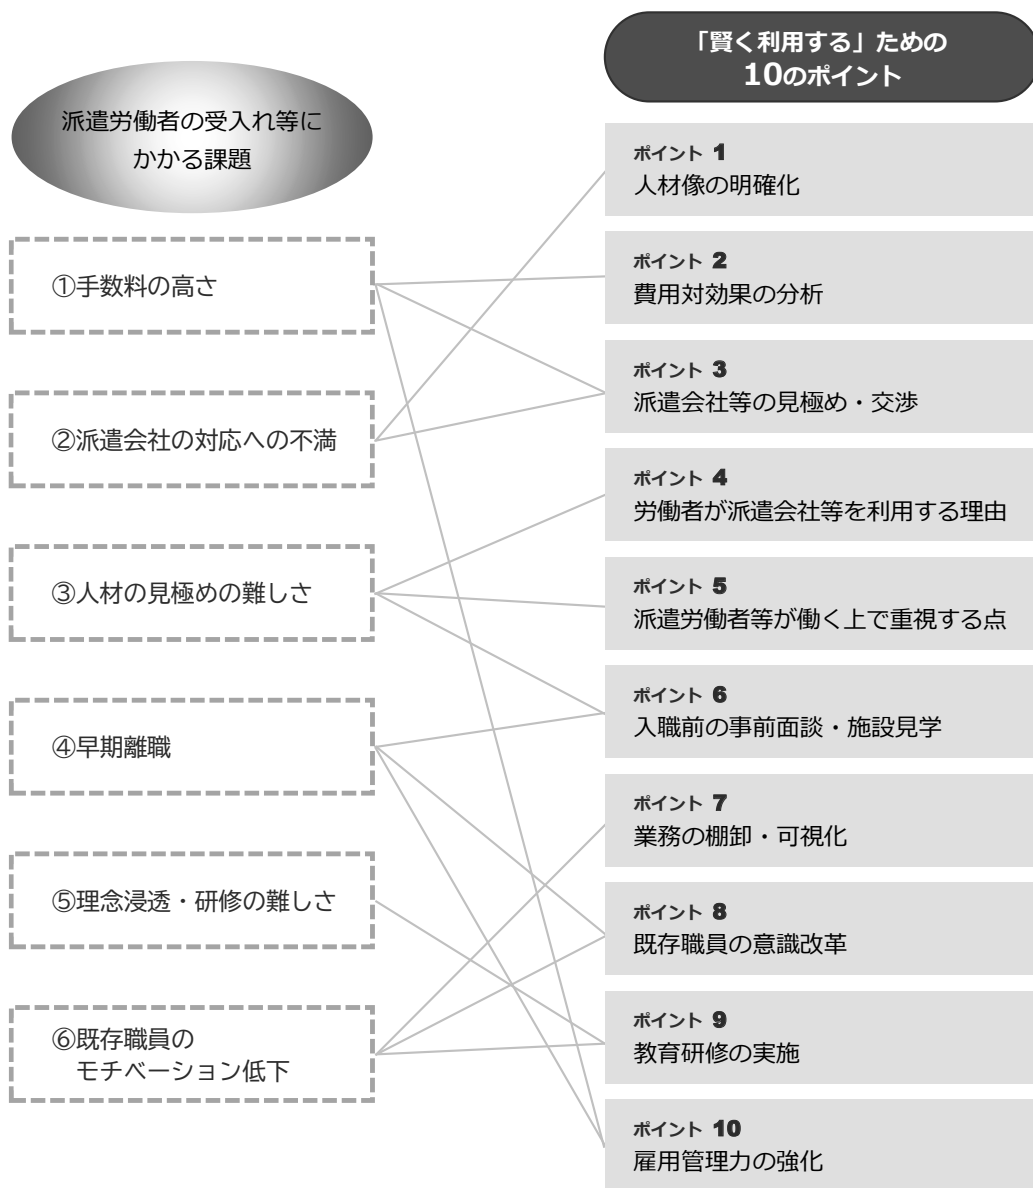 派遣労働者の受入れ等に
かかる課題
①手数料の高さ
②派遣会社の対応への不満
③人材の見極めの難しさ
④早期離職
⑤理念浸透・研修の難しさ
⑥既存職員の
モチベーション低下
「賢く利用する」ための
10のポイント
ポイント 1
人材像の明確化
ポイント 2
費用対効果の分析
ポイント 3
派遣会社等の見極め・交渉
ポイント 4
労働者が派遣会社等を利用する理由
ポイント 5
派遣労働者等が働く上で重視する点
ポイント 6
入職前の事前面談・施設見学
ポイント 7
業務の棚卸・可視化
ポイント 8
既存職員の意識改革
ポイント 9
教育研修の実施
ポイント 10
雇用管理力の強化